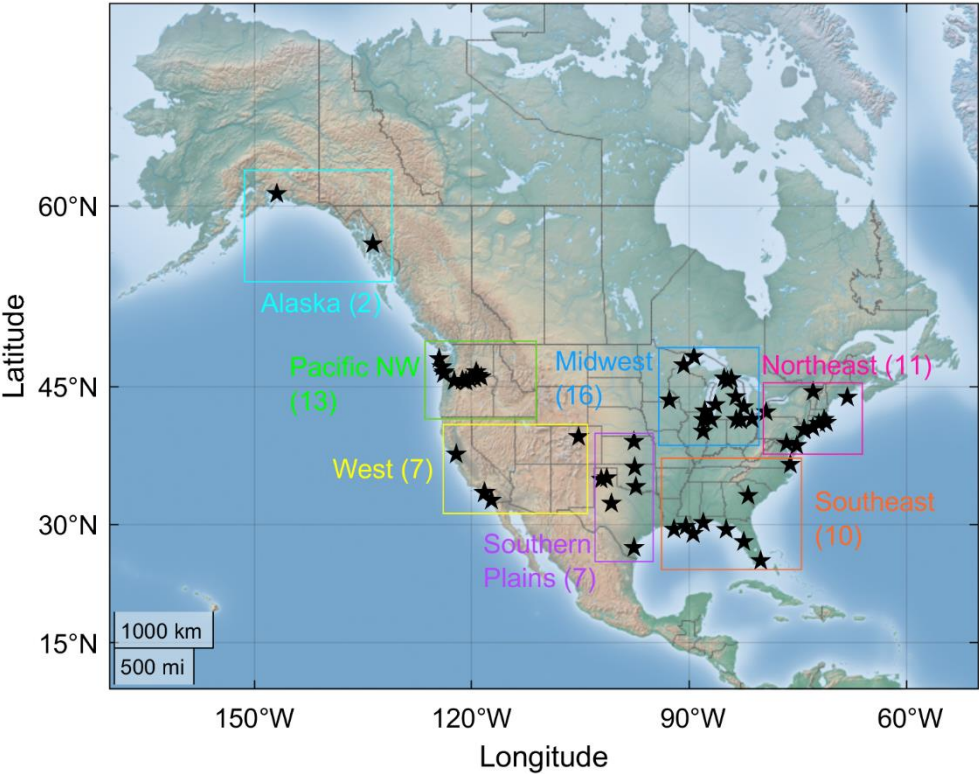 60°N
45°N
30°N
15°N
Latitude
Alaska (2)
Pacific NW
(13)
Midwest
(16)
Northeast (11)
West (7)
Southern
Plains (7)
Southeast
(10)
1000 km
500 mi
150°W
120°W
90°W
60°W
Longitude